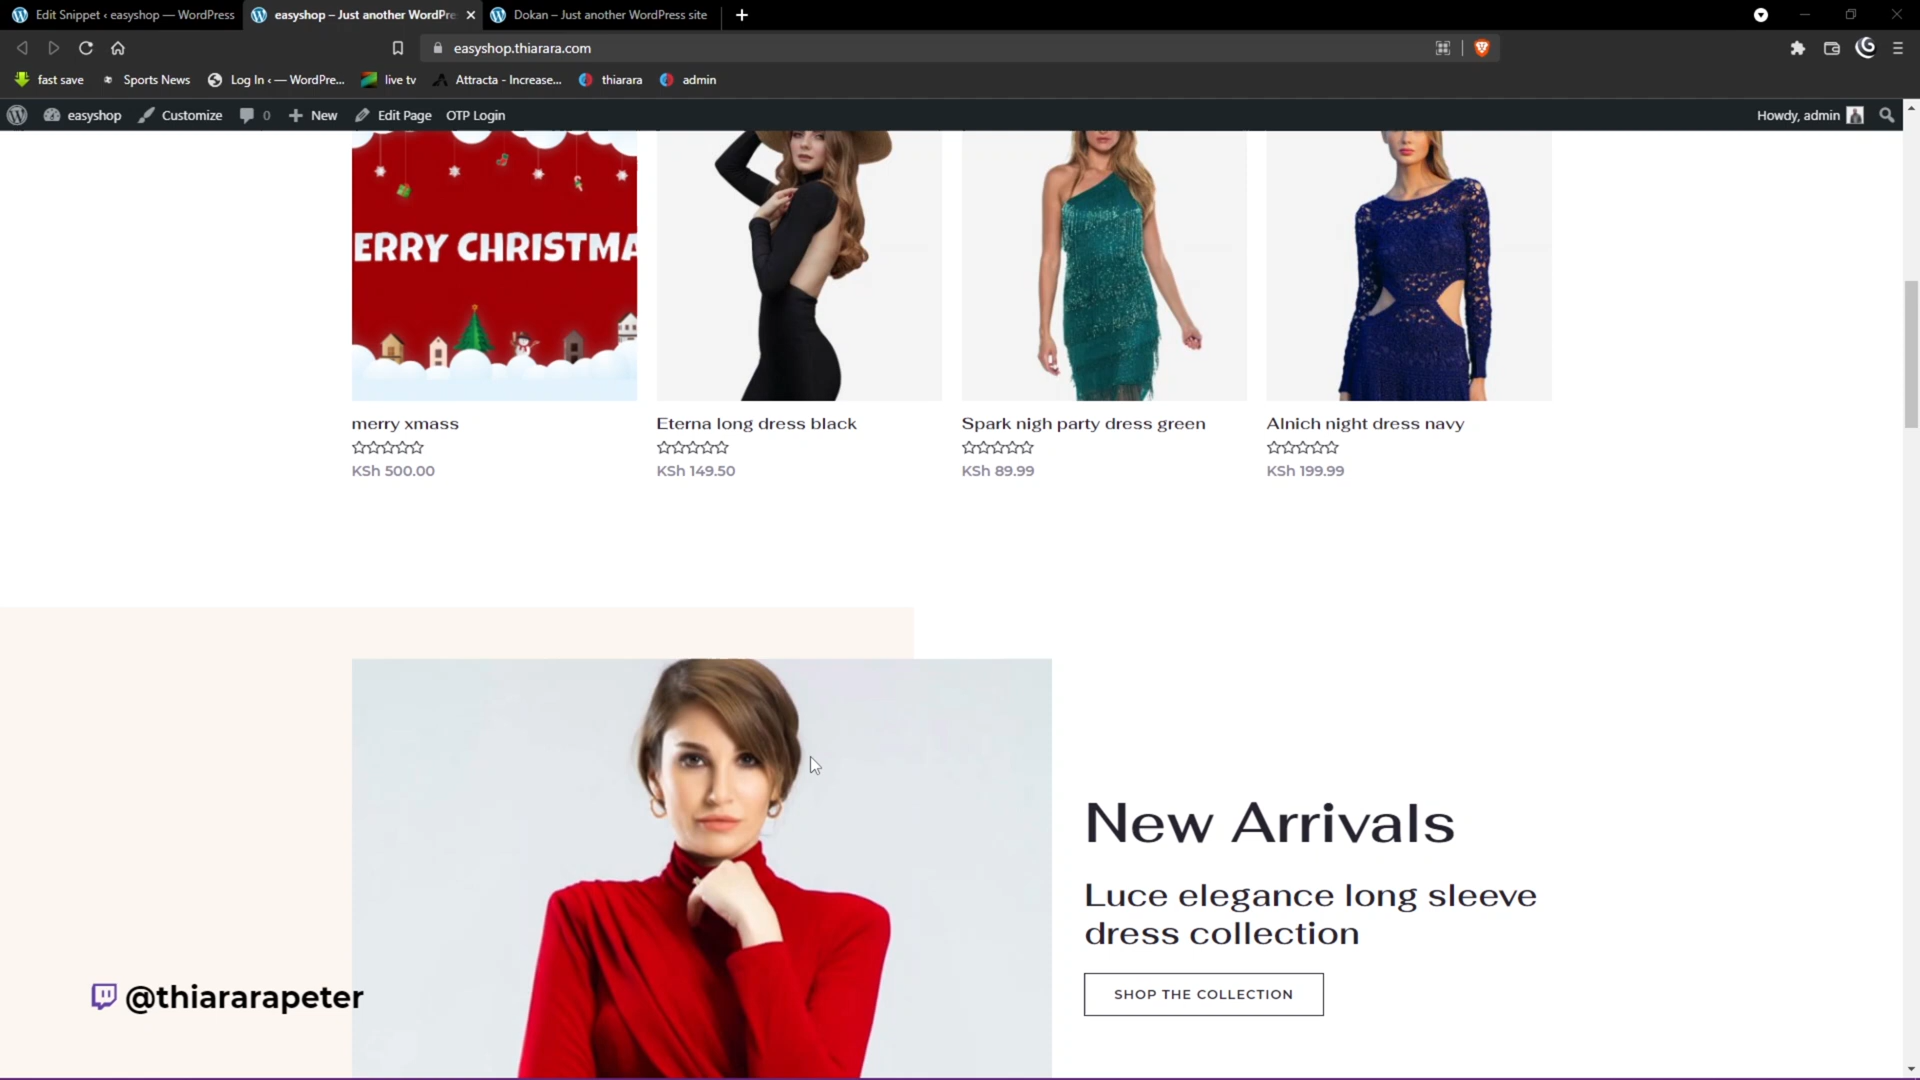 Edit Snippet ‹ easyshop — WordPress
easyshop – Just another WordPre
Dokan – Just another WordPress site
easyshop.thiarara.com
fast save
Sports News
Log In ‹ — WordPre...
live tv
Attracta - Increase...
thiarara
admin
easyshop
Customize
0
New
Edit Page
OTP Login
Howdy, admin
ERRY CHRISTMA
merry xmass
Eterna long dress black
Spark nigh party dress green
Alnich night dress navy
KSh 500.00
KSh 149.50
KSh 89.99
KSh 199.99
New Arrivals
Luce elegance long sleeve
dress collection
SHOP THE COLLECTION
@thiararapeter